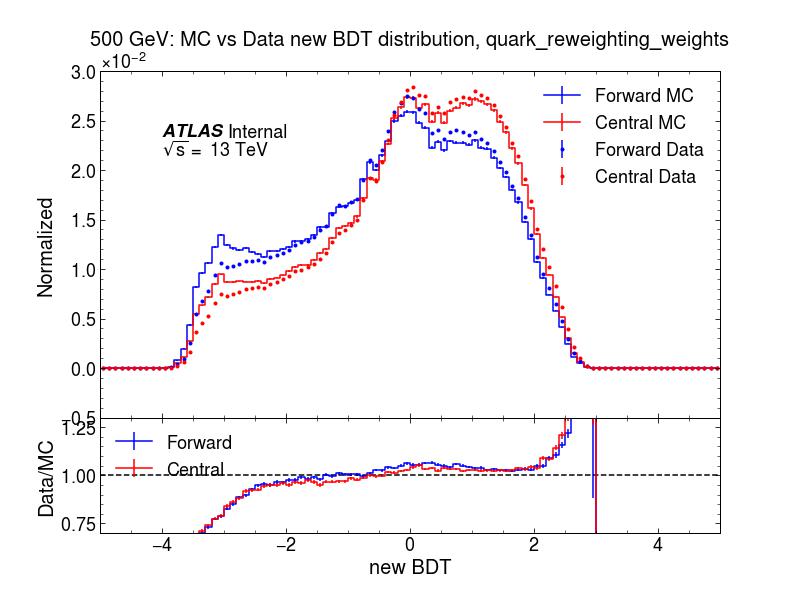 500 GeV: MC vs Data new BDT distribution, quark_reweighting_weights
×10⁻²
3.0
2.5
2.0
1.5
1.0
0.5
0.0
0.5
Normalized
ATLAS Internal
√s = 13 TeV
Forward MC
Central MC
Forward Data
Central Data
1.25
1.00
0.75
Data/MC
Forward
Central
−4 −2 0 2 4
new BDT